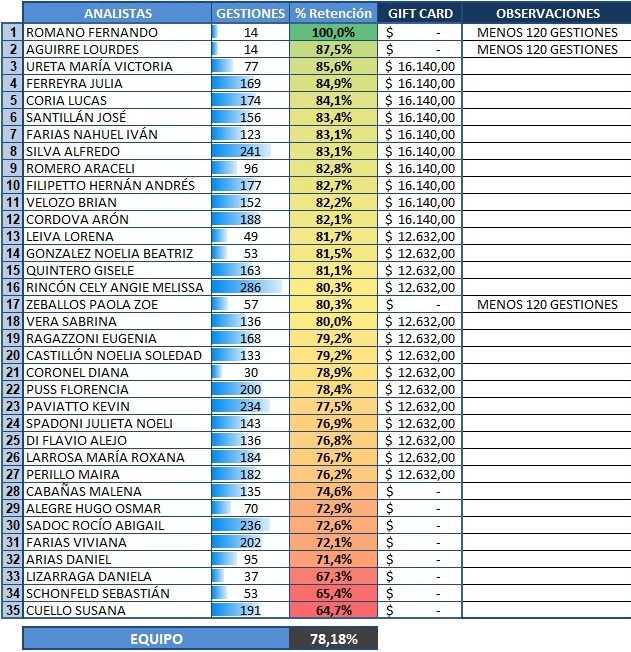 ANALISTAS GESTIONES % Retención GIFT CARD OBSERVACIONES
1 ROMANO FERNANDO 14 100,0% $ - MENOS 120 GESTIONES
2 AGUIRRE LOURDES 14 87,5% $ - MENOS 120 GESTIONES
3 URETA MARÍA VICTORIA 77 85,6% $ 16.140,00
4 FERREYRA JULIA 169 84,9% $ 16.140,00
5 CORIA LUCAS 174 84,1% $ 16.140,00
6 SANTILLÁN JOSÉ 156 83,4% $ 16.140,00
7 FARIAS NAHUEL IVÁN 123 83,1% $ 16.140,00
8 SILVA ALFREDO 241 83,1% $ 16.140,00
9 ROMERO ARACELI 96 82,8% $ 16.140,00
10 FILIPETTO HERNÁN ANDRÉS 177 82,7% $ 16.140,00
11 VELOZO BRIAN 152 82,2% $ 16.140,00
12 CORDOVA ARÓN 188 82,1% $ 16.140,00
13 LEIVA LORENA 49 81,7% $ 12.632,00
14 GONZALEZ NOELIA BEATRIZ 53 81,5% $ 12.632,00
15 QUINTERO GISELE 163 81,1% $ 12.632,00
16 RINCÓN CELY ANGIE MELISSA 286 80,3% $ 12.632,00
17 ZEBALLOS PAOLA ZOE 57 80,3% $ - MENOS 120 GESTIONES
18 VERA SABRINA 136 80,0% $ 12.632,00
19 RAGAZZONI EUGENIA 168 79,2% $ 12.632,00
20 CASTILLÓN NOELIA SOLEDAD 133 79,2% $ 12.632,00
21 CORONEL DIANA 30 78,9% $ 12.632,00
22 PUSS FLORENCIA 200 78,4% $ 12.632,00
23 PAVIATTO KEVIN 234 77,5% $ 12.632,00
24 SPADONI JULIETA NOELI 143 76,9% $ 12.632,00
25 DI FLAVIO ALEJO 136 76,8% $ 12.632,00
26 LARROSA MARÍA ROXANA 184 76,7% $ 12.632,00
27 PERILLO MAIRA 182 76,2% $ 12.632,00
28 CABAÑAS MALENA 135 74,6% $ -
29 ALEGRE HUGO OSMAR 70 72,9% $ -
30 SADOC ROCÍO ABIGAIL 236 72,6% $ -
31 FARIAS VIVIANA 202 72,1% $ -
32 ARIAS DANIEL 95 71,4% $ -
33 LIZARRAGA DANIELA 37 67,3% $ -
34 SCHONFELD SEBASTIÁN 53 65,4% $ -
35 CUELLO SUSANA 191 64,7% $ -
EQUIPO 78,18%